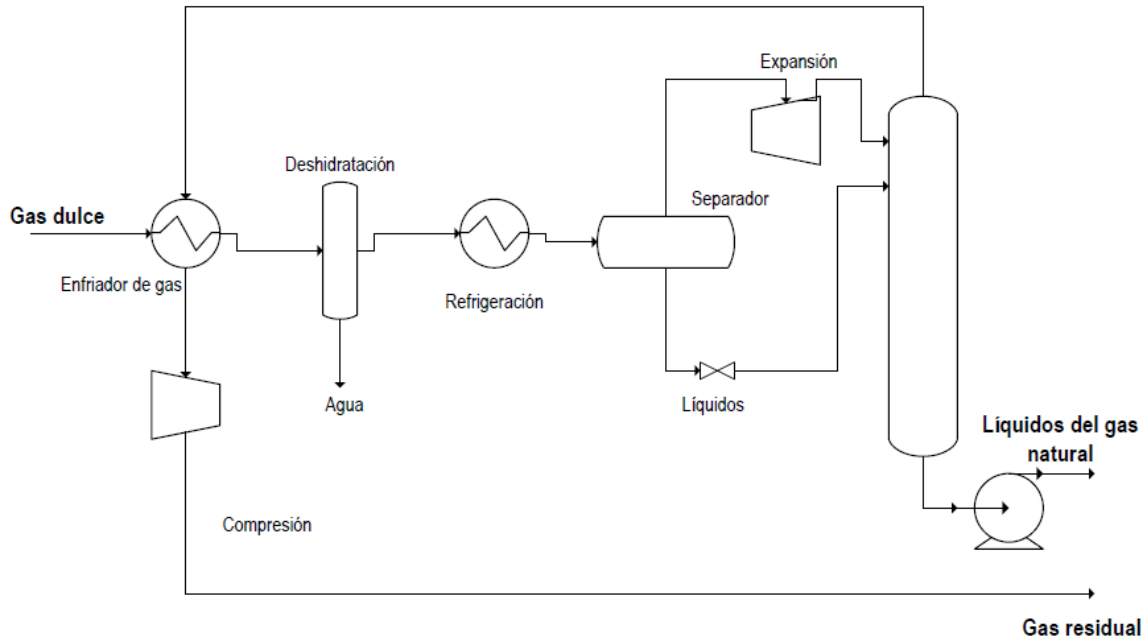 Expansión
Deshidratación
Separador
Gas dulce
Enfriador de gas
Refrigeración
Agua
Líquidos
Líquidos del gas
natural
Compresión
Gas residual